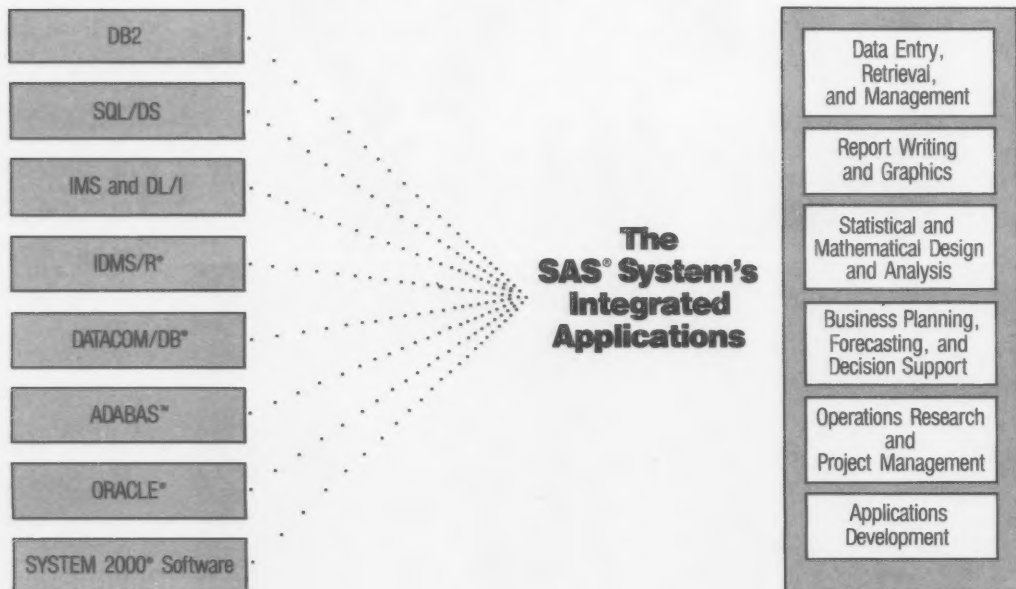 DB2
SQL/DS
IMS and DL/I
IDMS/R®
DATACOM/DB®
ADABAS™
ORACLE®
SYSTEM 2000® Software
The
SAS® System's
Integrated
Applications
Data Entry,
Retrieval,
and Management
Report Writing
and Graphics
Statistical and
Mathematical Design
and Analysis
Business Planning,
Forecasting, and
Decision Support
Operations Research
and
Project Management
Applications
Development